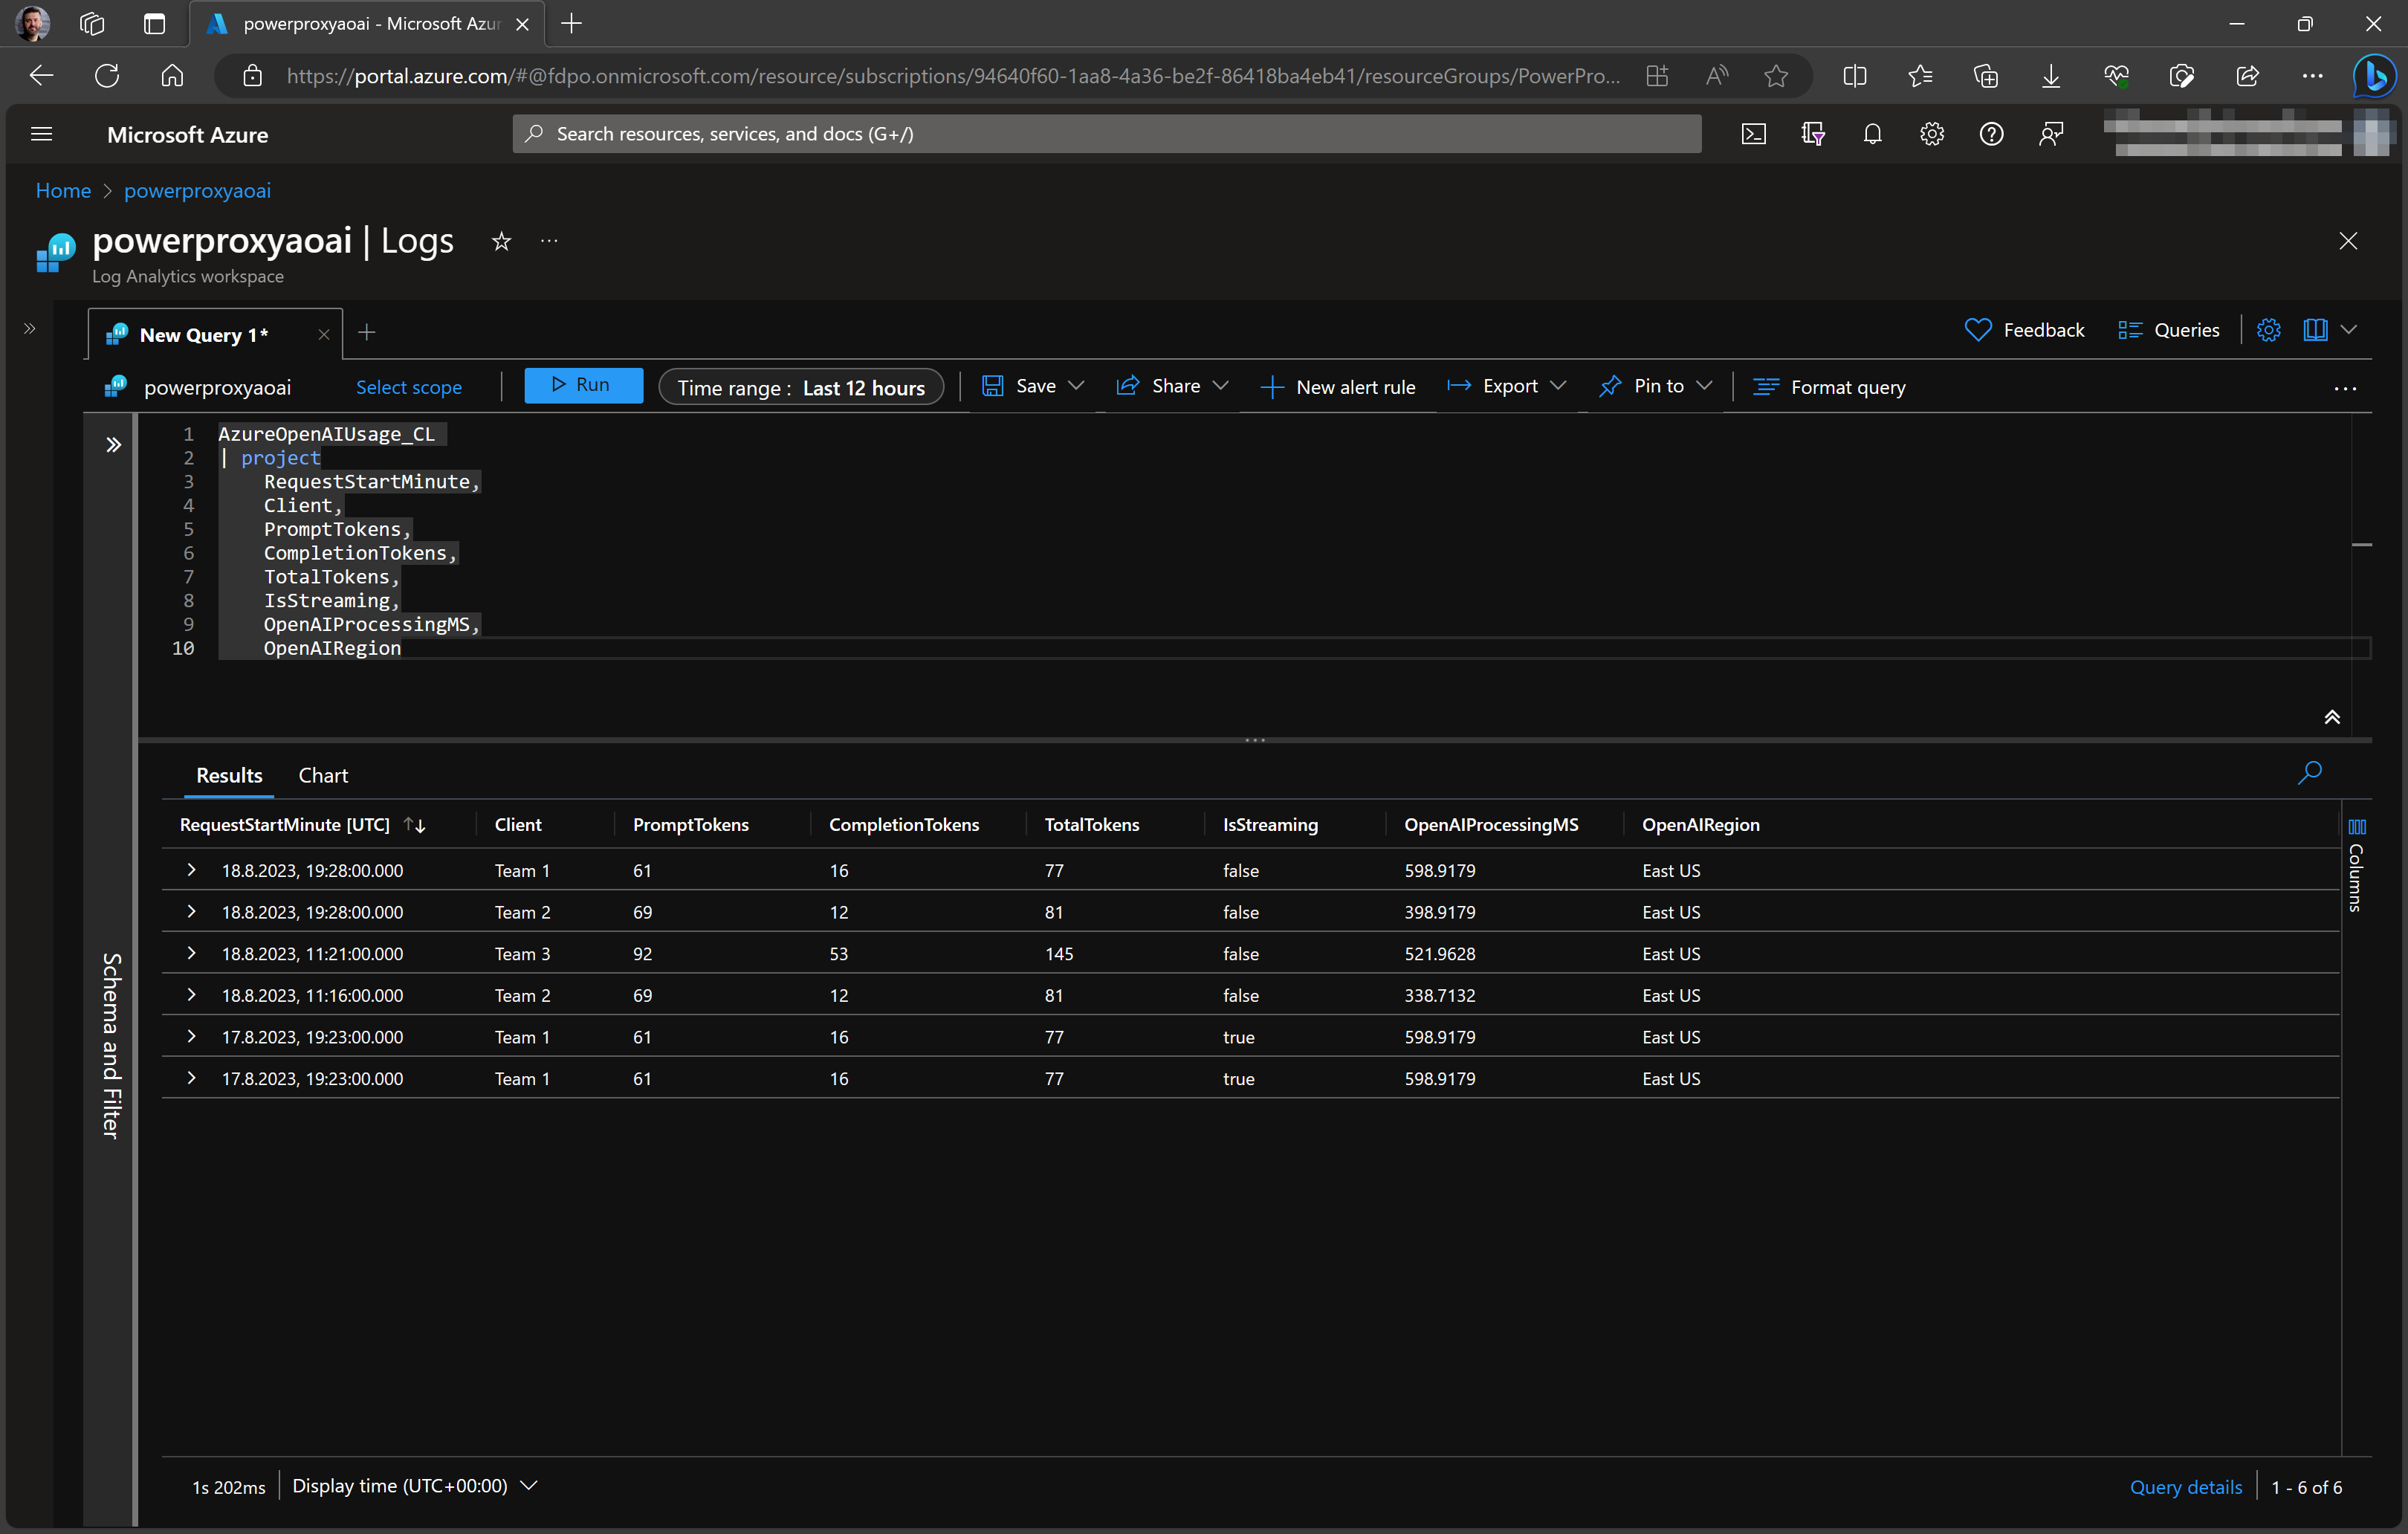 powerproxyaoai - Microsoft Azur
https://portal.azure.com/#@fdpo.onmicrosoft.com/resource/subscriptions/94640f60-1aa8-4a36-be2f-86418ba4eb41/resourceGroups/PowerPro...
Microsoft Azure
Search resources, services, and docs (G+/)
Home > powerproxyaoai
powerproxyaoai | Logs
Log Analytics workspace
New Query 1*
Feedback
Queries
powerproxyaoai
Select scope
Run
Time range : Last 12 hours
Save
Share
New alert rule
Export
Pin to
Format query
1 AzureOpenAIUsage_CL
2 | project
3 RequestStartMinute,
4 Client,
5 PromptTokens,
6 CompletionTokens,
7 TotalTokens,
8 IsStreaming,
9 OpenAIProcessingMS,
10 OpenAIRegion
Schema and Filter
Results Chart
RequestStartMinute [UTC] Client PromptTokens CompletionTokens TotalTokens IsStreaming OpenAIProcessingMS OpenAIRegion
18.8.2023, 19:28:00.000 Team 1 61 16 77 false 598.9179 East US
18.8.2023, 19:28:00.000 Team 2 69 12 81 false 398.9179 East US
18.8.2023, 11:21:00.000 Team 3 92 53 145 false 521.9628 East US
18.8.2023, 11:16:00.000 Team 2 69 12 81 false 338.7132 East US
17.8.2023, 19:23:00.000 Team 1 61 16 77 true 598.9179 East US
17.8.2023, 19:23:00.000 Team 1 61 16 77 true 598.9179 East US
Columns
1s 202ms
Display time (UTC+00:00)
Query details
1 - 6 of 6